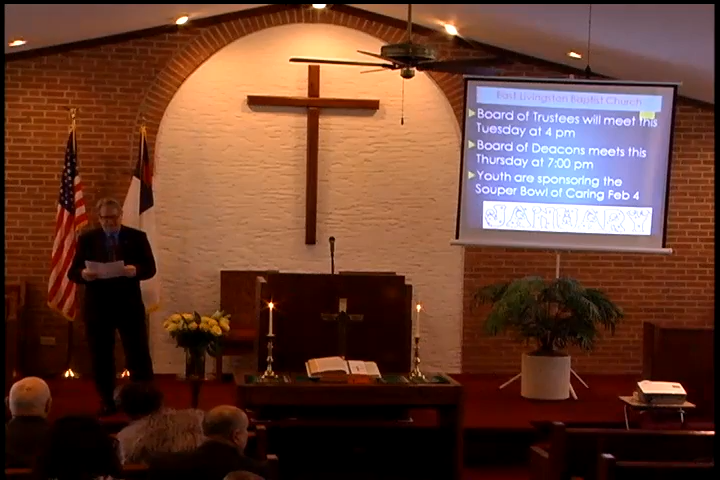 East Livingston Baptist Church
Board of Trustees will meet this
Tuesday at 4 pm
Board of Deacons meets this
Thursday at 7:00 pm
Youth are sponsoring the
Souper Bowl of Caring Feb 4
JANUARY